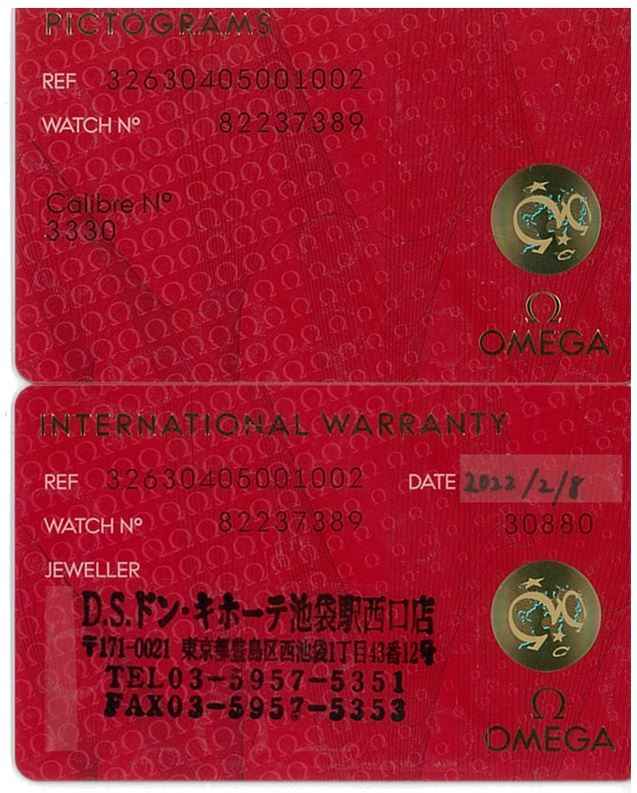 PICTOGRAMS
REF 32630405001002
WATCH Nº 82237389
Calibre Nº
3330
OMEGA
INTERNATIONAL WARRANTY
REF 32630405001002 DATE 2022/2/8
WATCH Nº 82237389 30880
JEWELLER
D.S.ドン・キホーテ池袋駅西口店
〒171-0021 東京都豊島区西池袋1丁目43番12号
TEL03-5957-5351
FAX03-5957-5353
OMEGA